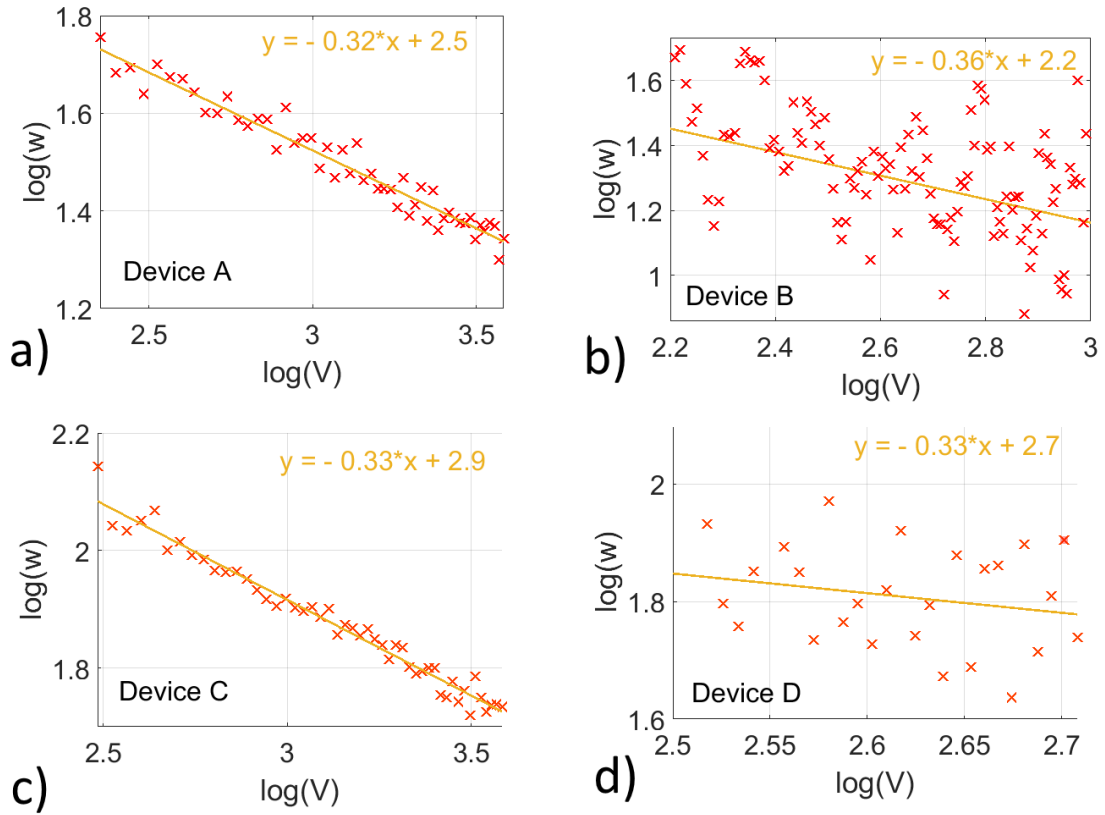 1.8
1.6
1.4
1.2
log(w)
y = - 0.32*x + 2.5
Device A
2.5
3
3.5
log(V)
a)
1.6
1.4
1.2
1
log(w)
y = - 0.36*x + 2.2
Device B
2.2
2.4
2.6
2.8
3
log(V)
b)
2.2
2
1.8
log(w)
y = - 0.33*x + 2.9
Device C
2.5
3
3.5
log(V)
c)
2
1.8
1.6
log(w)
y = - 0.33*x + 2.7
Device D
2.5
2.55
2.6
2.65
2.7
log(V)
d)